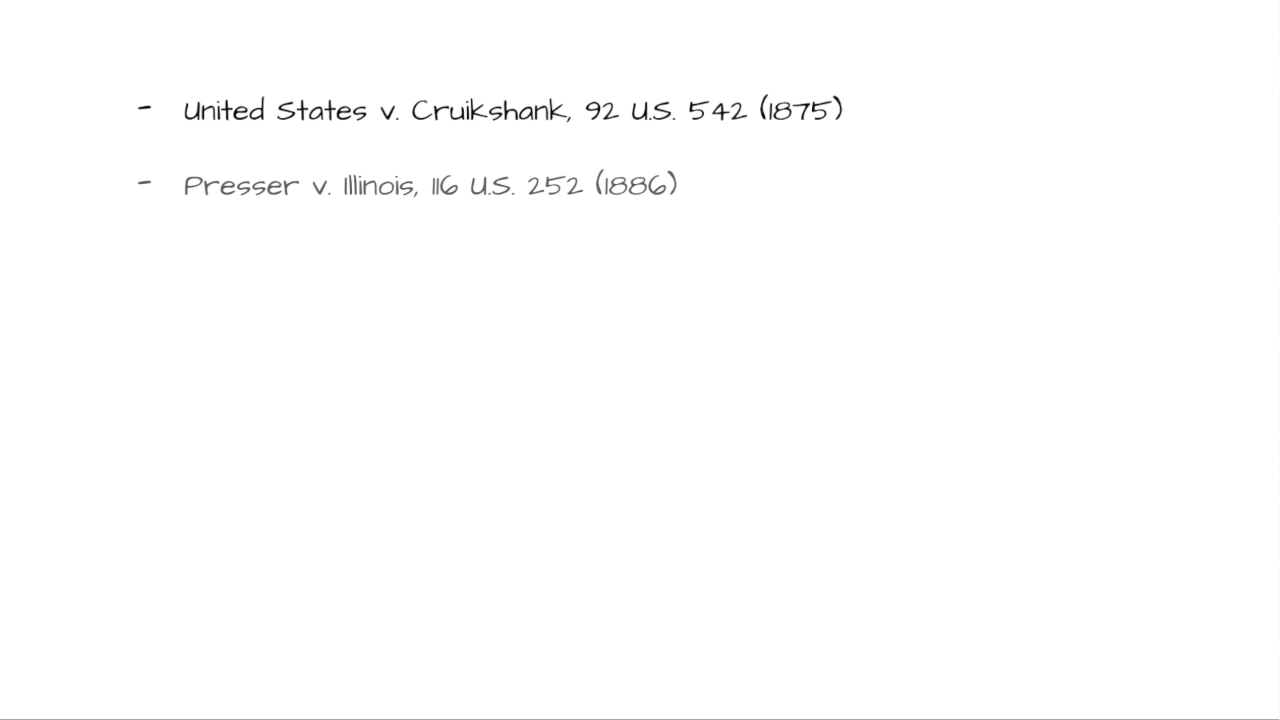 - United States v. Cruikshank, 92 U.S. 542 (1875)
- Presser v. Illinois, 116 U.S. 252 (1886)